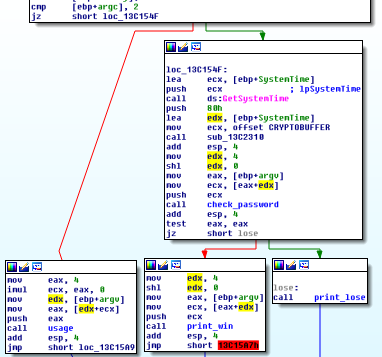 cmp [ebp+argc], 2
jz short loc_13C154F
loc_13C154F:
lea ecx, [ebp+SystemTime]
push ecx ; lpSystemTime
call ds:GetSystemTime
push 80h
lea edx, [ebp+SystemTime]
mov ecx, offset CRYPTOBUFFER
call sub_13C2310
add esp, 4
mov edx, 4
shl edx, 0
mov eax, [ebp+argv]
mov ecx, [eax+edx]
push ecx
call check_password
add esp, 4
test eax, eax
jz short lose
mov eax, 4
imul ecx, eax, 0
mov edx, [ebp+argv]
mov eax, [edx+ecx]
push eax
call usage
add esp, 4
jmp short loc_13C15A9
mov edx, 4
shl edx, 0
mov eax, [ebp+argv]
mov ecx, [eax+edx]
push ecx
call print_win
add esp, 4
jmp short
lose:
call print_lose